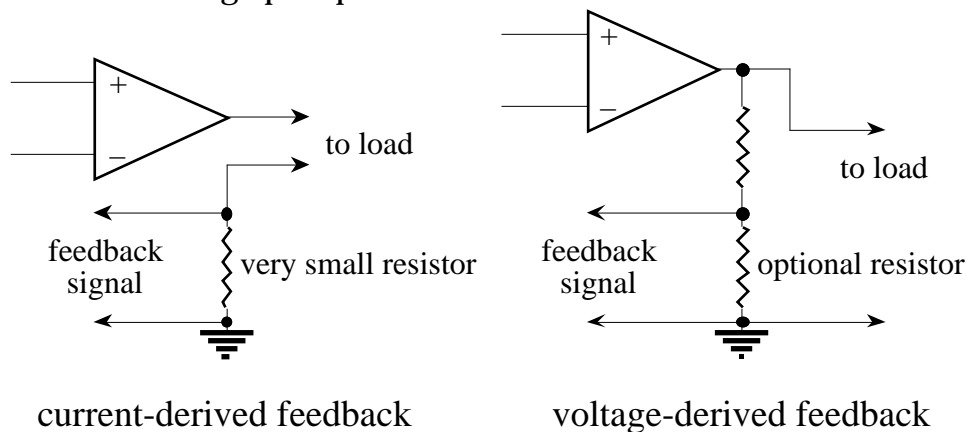 +
−
to load
feedback
signal
very small resistor
current-derived feedback
+
−
to load
feedback
signal
optional resistor
voltage-derived feedback